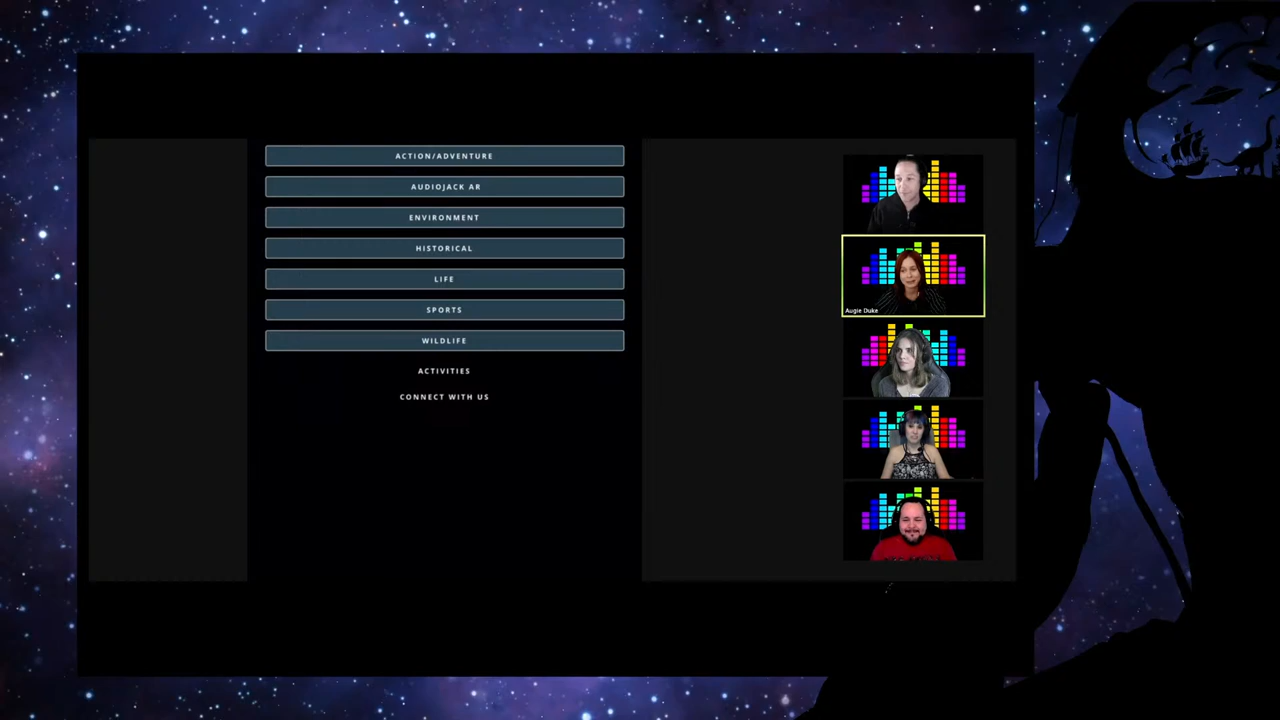 ACTION/ADVENTURE
AUDIOJACK AR
ENVIRONMENT
HISTORICAL
LIFE
SPORTS
WILDLIFE
ACTIVITIES
CONNECT WITH US
Augie Duke